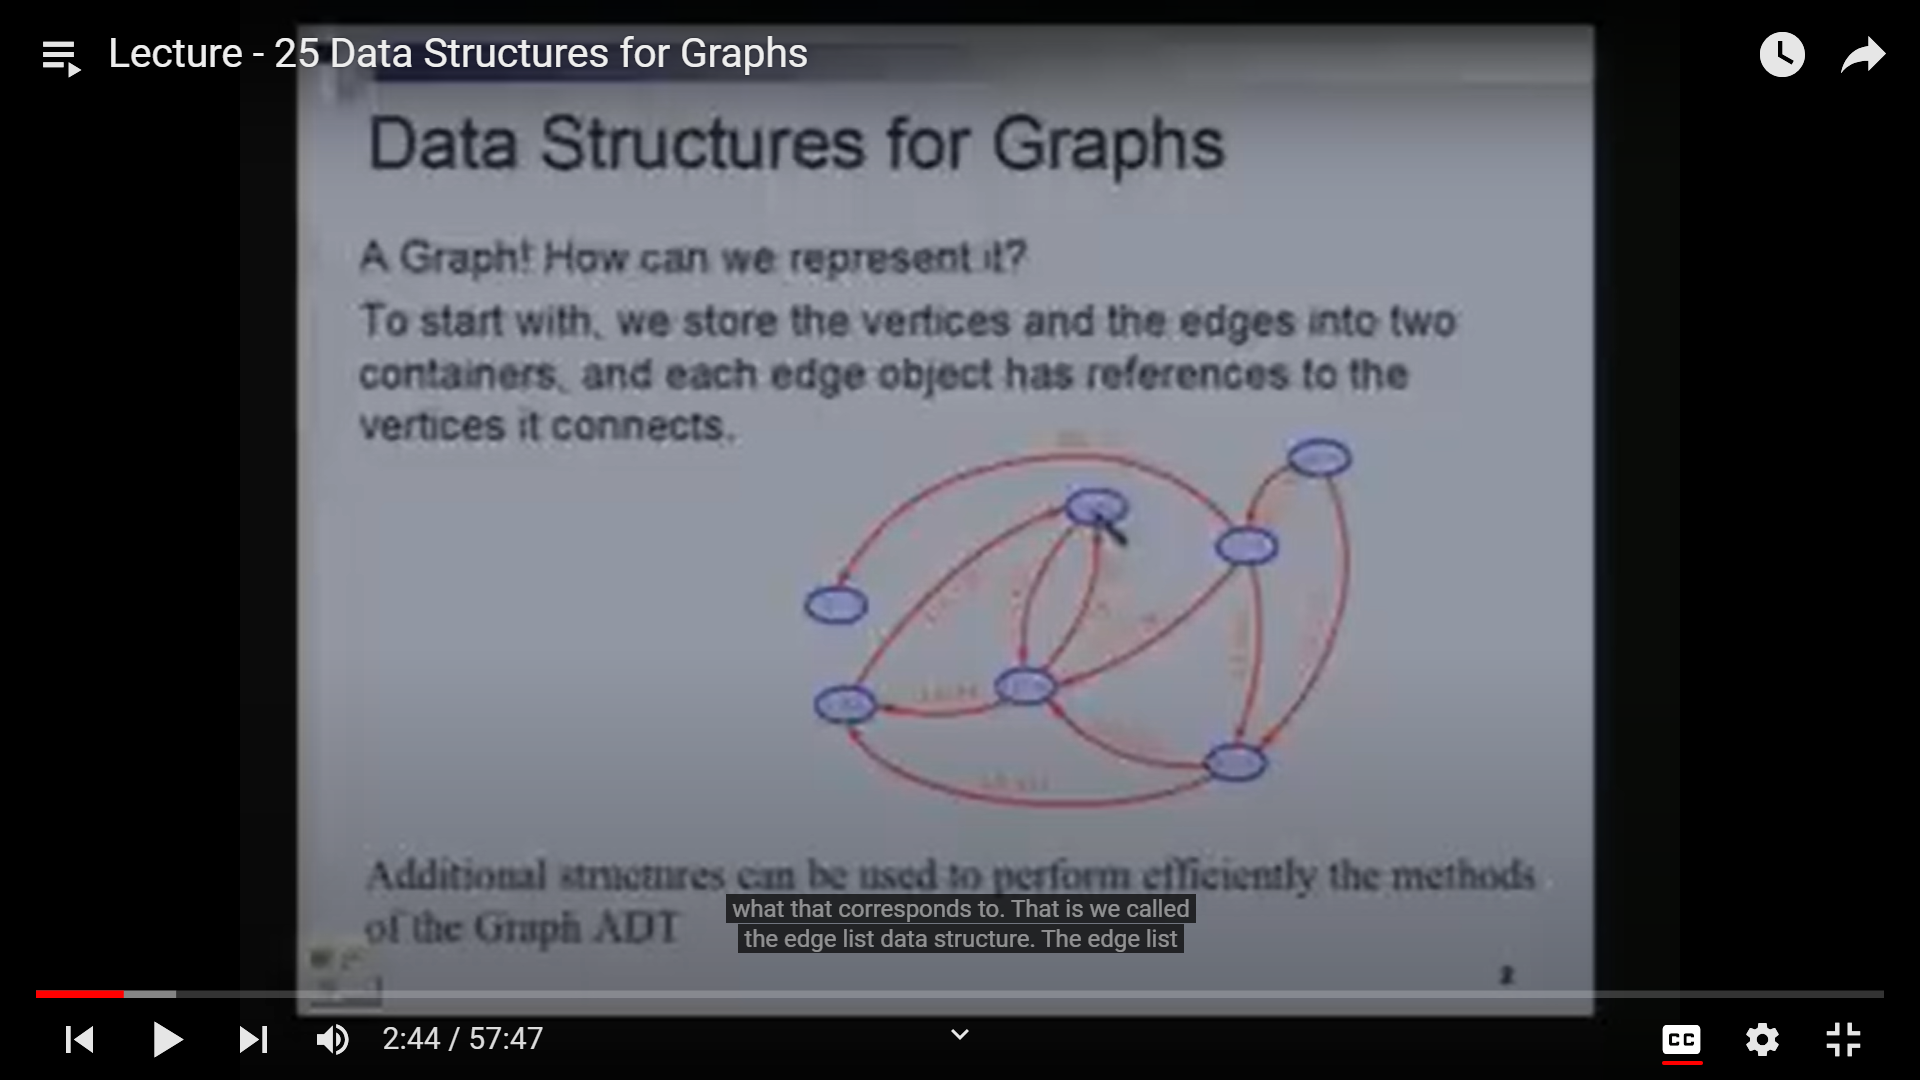 Lecture - 25 Data Structures for Graphs
Data Structures for Graphs
A Graph! How can we represent it?
To start with, we store the vertices and the edges into two
containers, and each edge object has references to the
vertices it connects.
Additional structures can be used to perform efficiently the methods
of the Graph ADT
what that corresponds to. That is we called
the edge list data structure. The edge list
2
2:44 / 57:47
CC